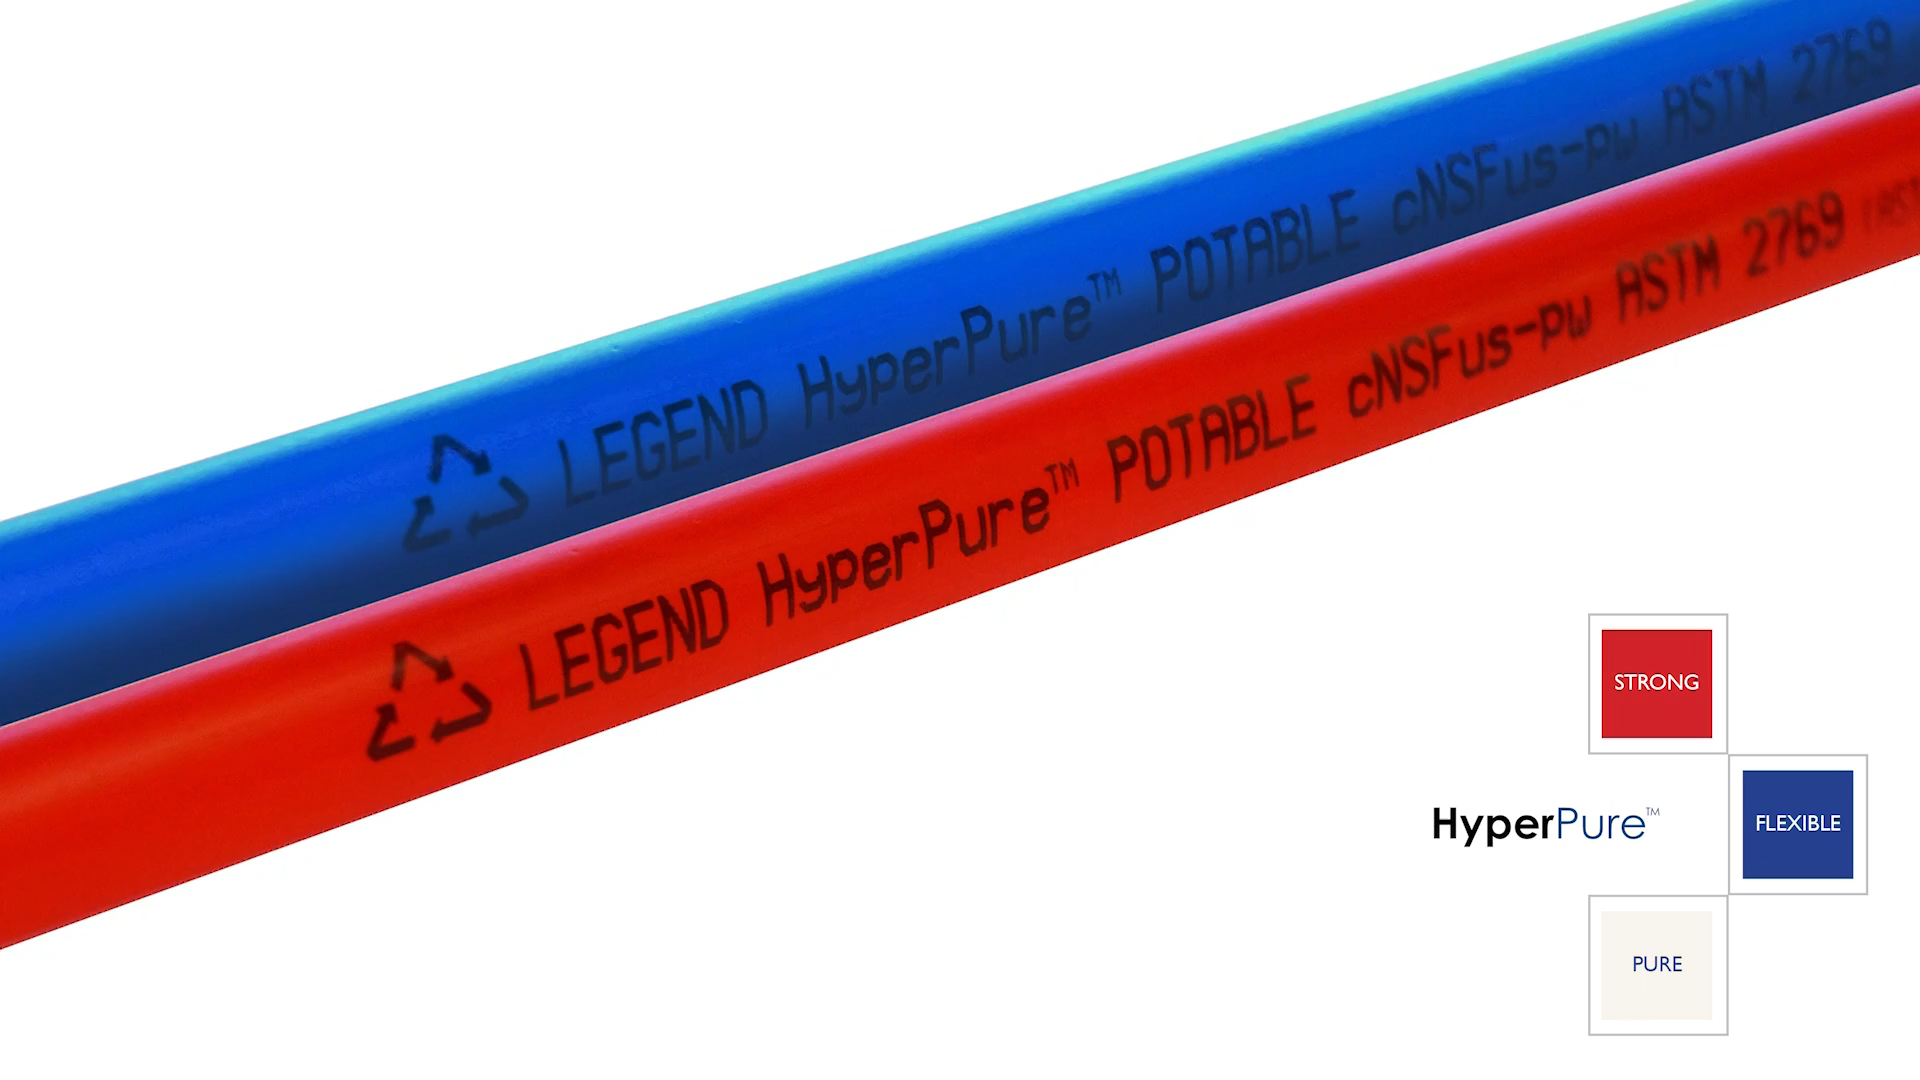 LEGEND HyperPure™ POTABLE cNSFus-pw ASTM 2769
LEGEND HyperPure™ POTABLE cNSFus-pw ASTM 2769
STRONG
HyperPure™
FLEXIBLE
PURE